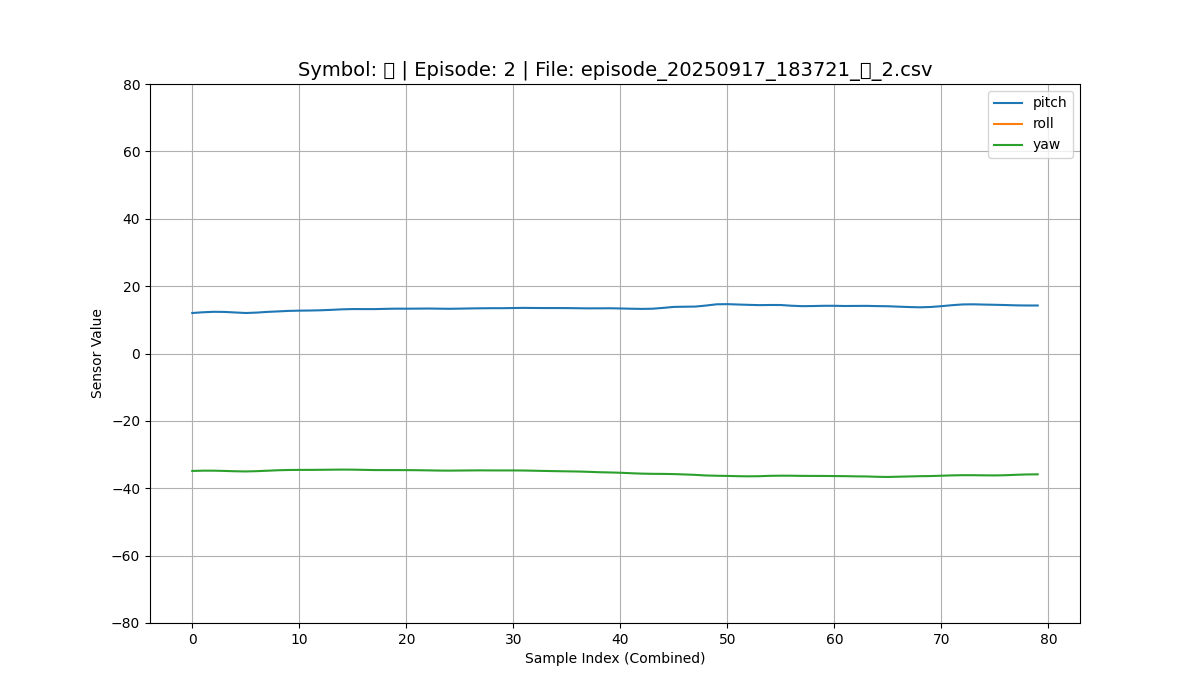 Symbol: | Episode: 2 | File: episode_20250917_183721_▯_2.csv
80
60
40
20
0
−20
−40
−60
−80
Sensor Value
pitch
roll
yaw
0 10 20 30 40 50 60 70 80
Sample Index (Combined)